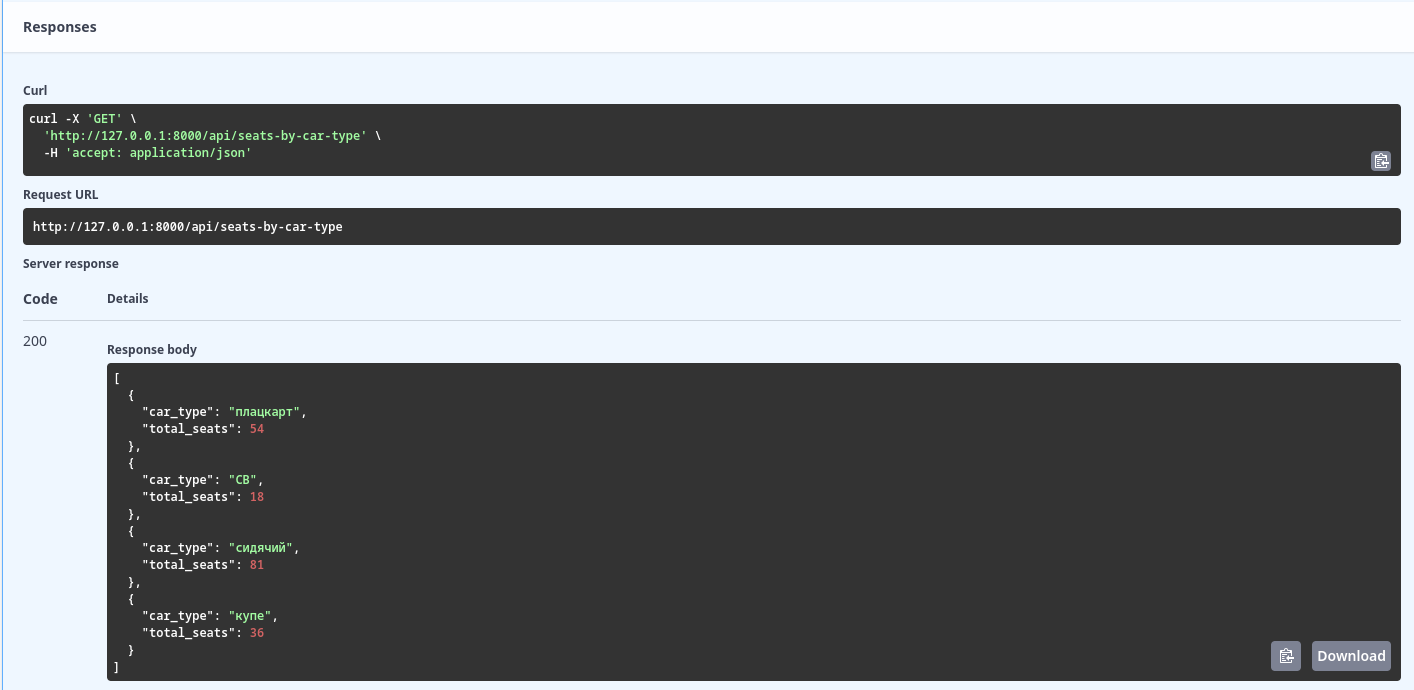 Responses
Curl
curl -X 'GET' \
  'http://127.0.0.1:8000/api/seats-by-car-type' \
  -H 'accept: application/json'
Request URL
http://127.0.0.1:8000/api/seats-by-car-type
Server response
Code Details
200
Response body
[
  {
    "car_type": "плацкарт",
    "total_seats": 54
  },
  {
    "car_type": "СВ",
    "total_seats": 18
  },
  {
    "car_type": "сидячий",
    "total_seats": 81
  },
  {
    "car_type": "купе",
    "total_seats": 36
  }
]
Download